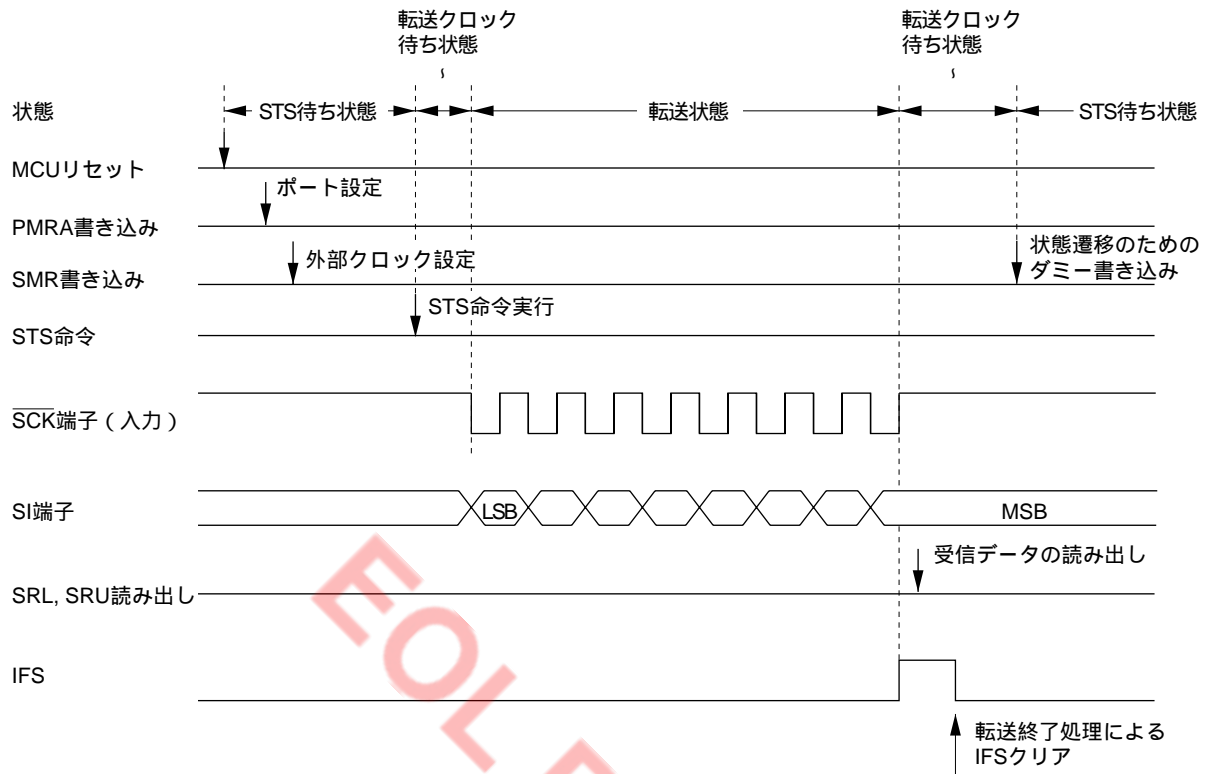 転送クロック
待ち状態
転送クロック
待ち状態
状態
STS待ち状態
転送状態
STS待ち状態
MCUリセット
ポート設定
PMRA書き込み
外部クロック設定
状態遷移のための
ダミー書き込み
SMR書き込み
STS命令実行
STS命令
SCK端子（入力）
SI端子
LSB
MSB
受信データの読み出し
SRL, SRU読み出し
EOL
IFS
転送終了処理による
IFSクリア